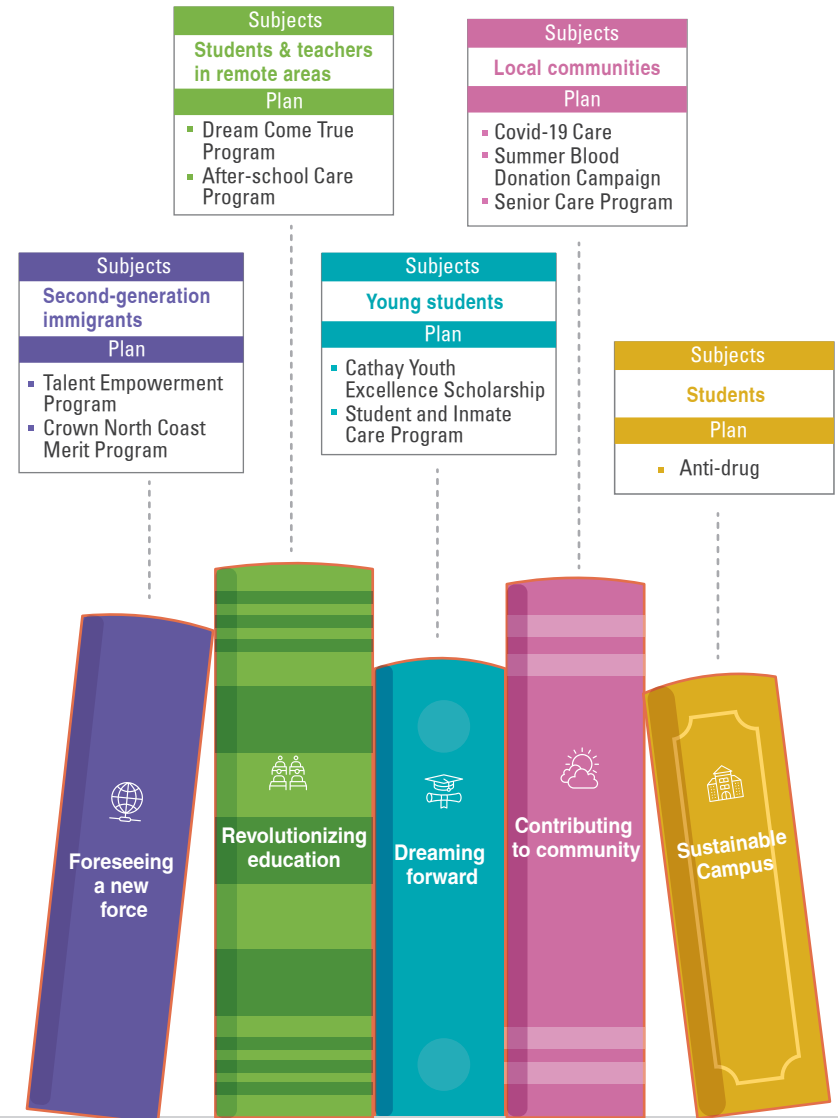 Subjects
Students & teachers
in remote areas
Plan
Dream Come True
Program
After-school Care
Program
Subjects
Local communities
Plan
Covid-19 Care
Summer Blood
Donation Campaign
Senior Care Program
Subjects
Second-generation
immigrants
Plan
Talent Empowerment
Program
Crown North Coast
Merit Program
Subjects
Young students
Plan
Cathay Youth
Excellence Scholarship
Student and Inmate
Care Program
Subjects
Students
Plan
Anti-drug
Foreseeing
a new
force
Revolutionizing
education
Dreaming
forward
Contributing
to community
Sustainable
Campus